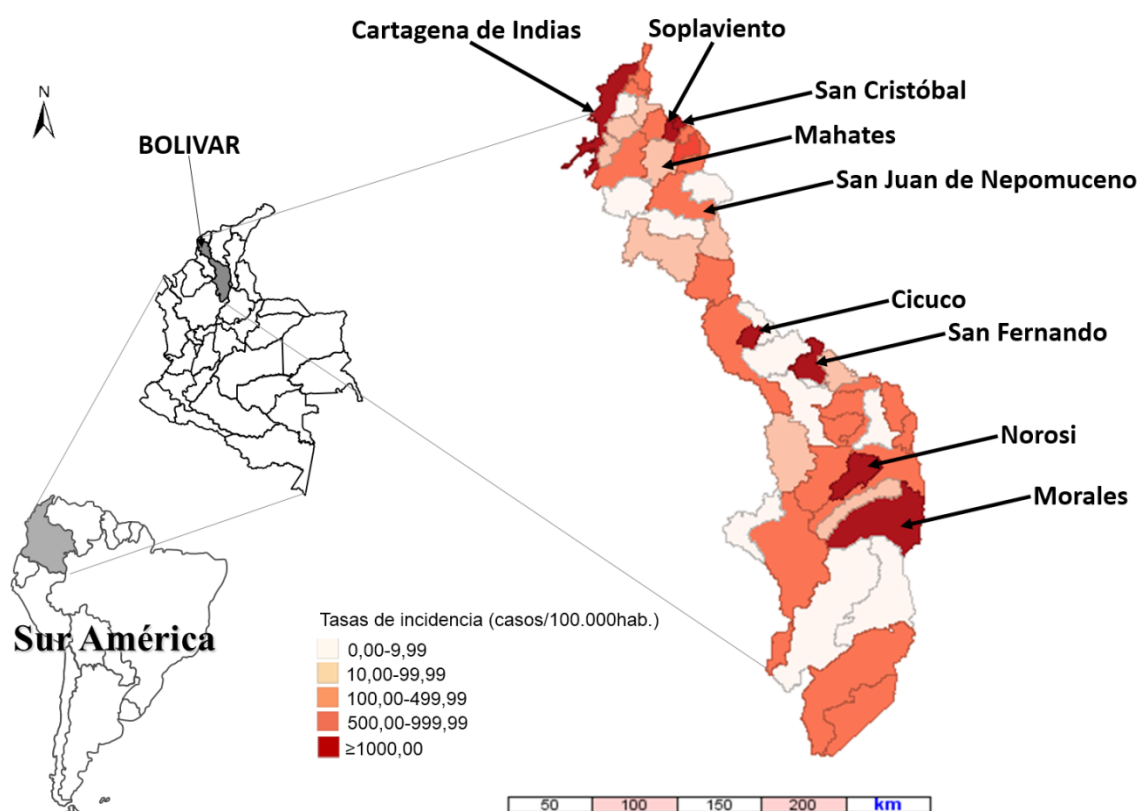 Cartagena de Indias
Soplaviento
San Cristóbal
Mahates
San Juan de Nepomuceno
N
BOLIVAR
Cicuco
San Fernando
Norosi
Morales
Sur América
Tasas de incidencia (casos/100.000hab.)
0,00-9,99
10,00-99,99
100,00-499,99
500,00-999,99
≥1000,00
50 100 150 200 km